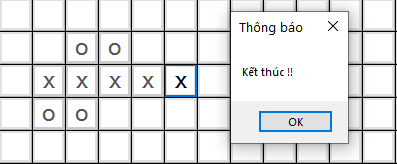 Thông báo
O O
X X X X X
Kết thúc !!
O O
OK